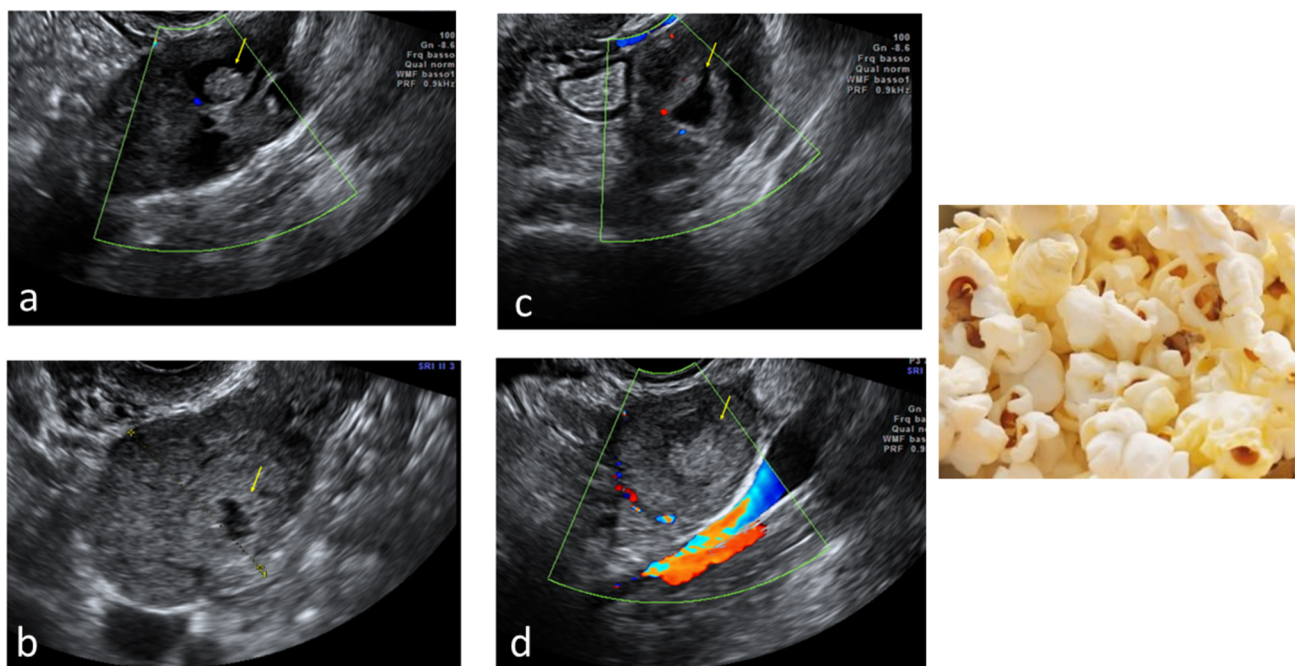 100
Gn -8.6
Frq basso
Qual norm
WMF basso1
PRF 0.9kHz
a
100
Gn -8.6
Frq basso
Qual norm
WMF basso1
PRF 0.9kHz
c
SRI II 3
b
SRI
Gn
Frq ba
Qual no
WMF bas
PRF 0.9
d